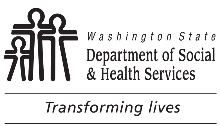 Washington State
Department of Social
& Health Services
Transforming lives